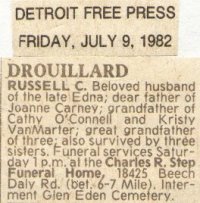 DETROIT FREE PRESS
FRIDAY, JULY 9, 1982
DROUILLARD
RUSSELL C. Beloved husband
of the late Edna; dear father of
Joanne Carney; grandfather of
Cathy O'Connell and Kristy
VanMarter; great grandfather
of three; also survived by three
sisters. Funeral services Satur-
day 1 p.m. at the Charles R. Step
Funeral Home, 18425 Beech
Daly Rd. (bet. 6-7 Mile). Inter-
ment Glen Eden Cemetery.